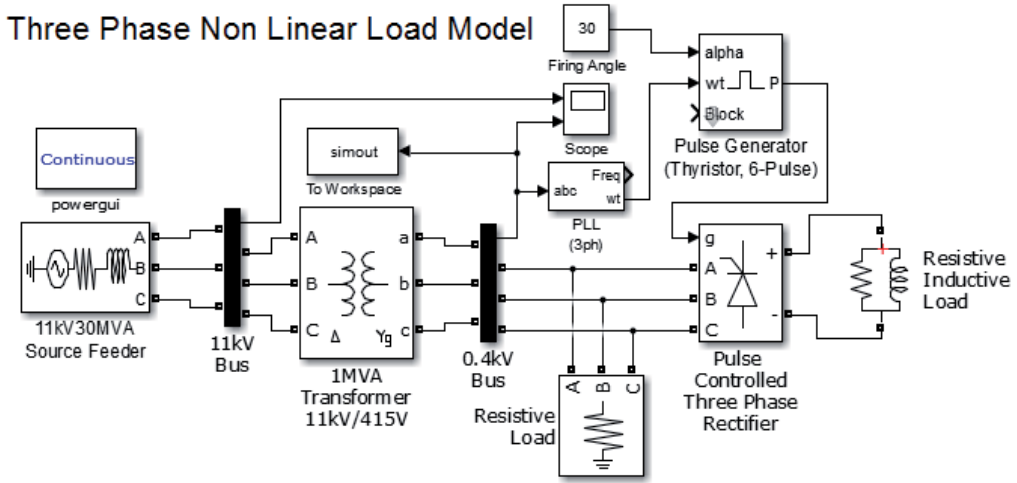 Three Phase Non Linear Load Model
30
Firing Angle
alpha
wt
P
Block
Pulse Generator
(Thyristor, 6-Pulse)
Scope
simout
To Workspace
Continuous
powergui
Freq
abc
wt
PLL
(3ph)
A
B
C
11kV30MVA
Source Feeder
11kV
Bus
A
B
C
Δ
Yg
a
b
c
1MVA
Transformer
11kV/415V
0.4kV
Bus
A B C
Resistive
Load
g
A
B
C
+
-
Pulse
Controlled
Three Phase
Rectifier
Resistive
Inductive
Load